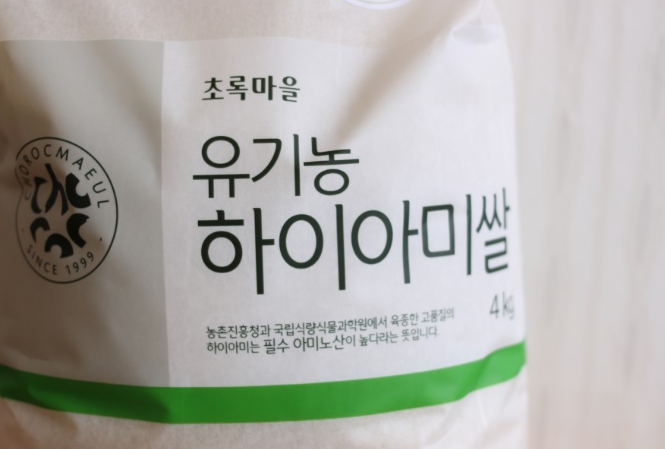 초록마을
유기농
하이아미쌀
4kg
농촌진흥청과 국립식량식물과학원에서 육종한 고품질의
하이아미는 필수 아미노산이 높다라는 뜻입니다.
CHOROCMAEUL
SINCE 1999